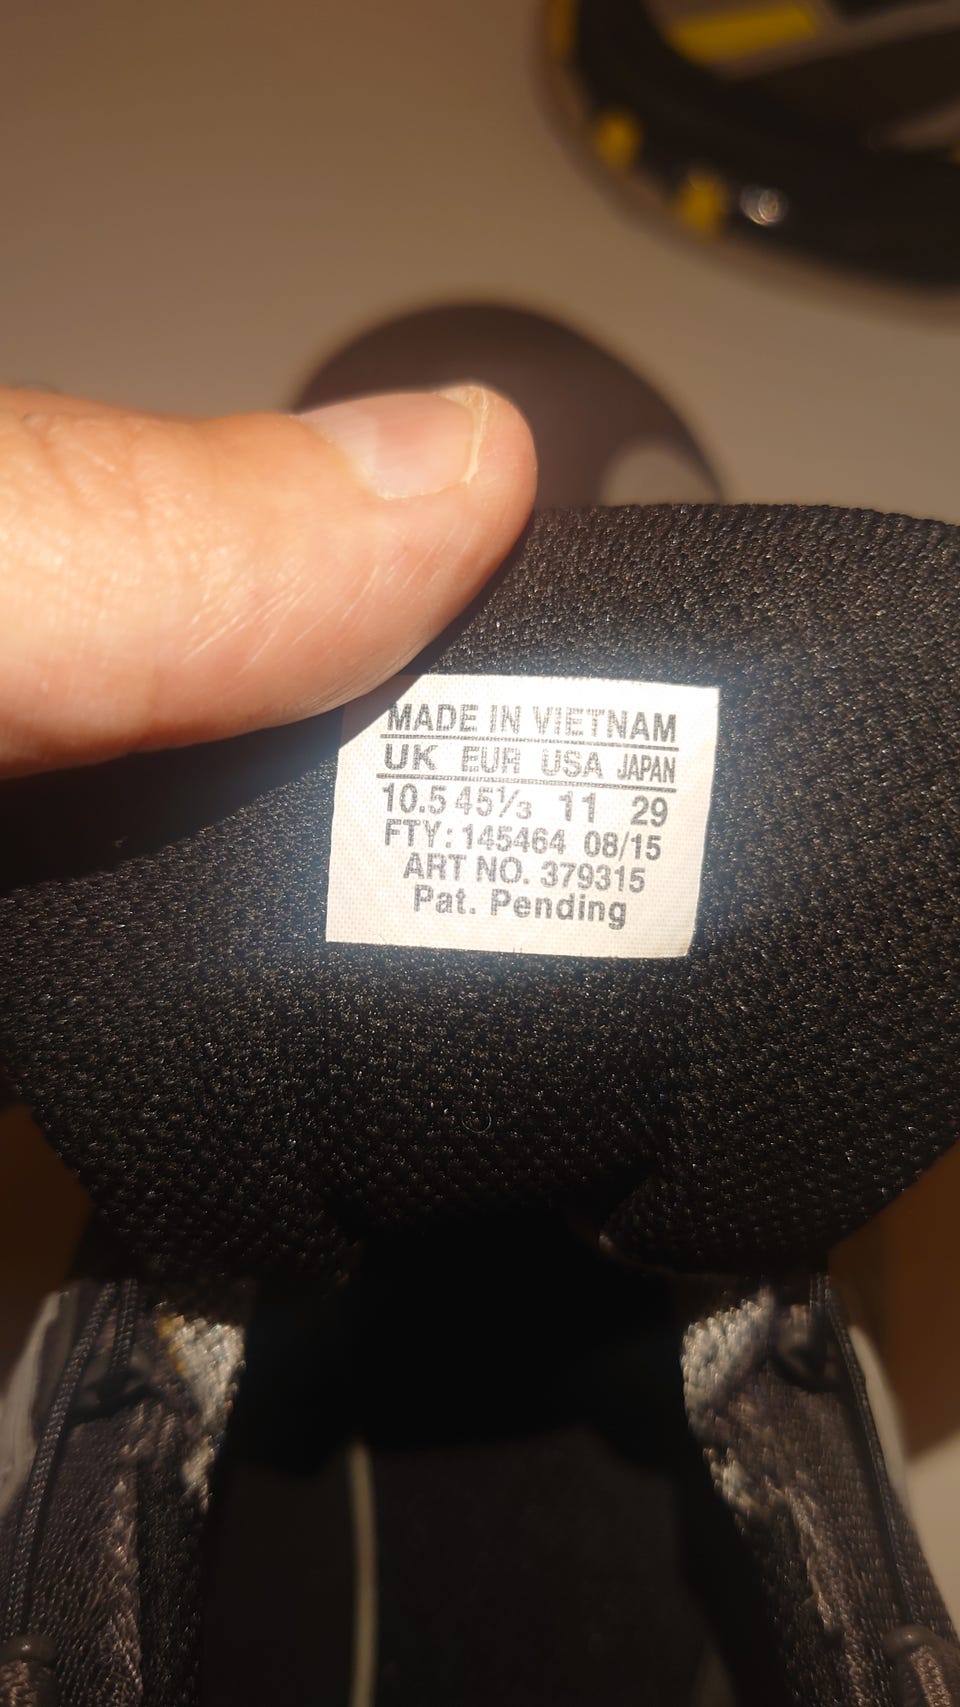 MADE IN VIETNAM
UK EUR USA JAPAN
10.5 45⅓ 11 29
FTY: 145464 08/15
ART NO. 379315
Pat. Pending